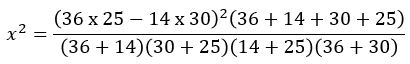 x² = (36 x 25 − 14 x 30)²(36 + 14 + 30 + 25)
(36 + 14)(30 + 25)(14 + 25)(36 + 30)